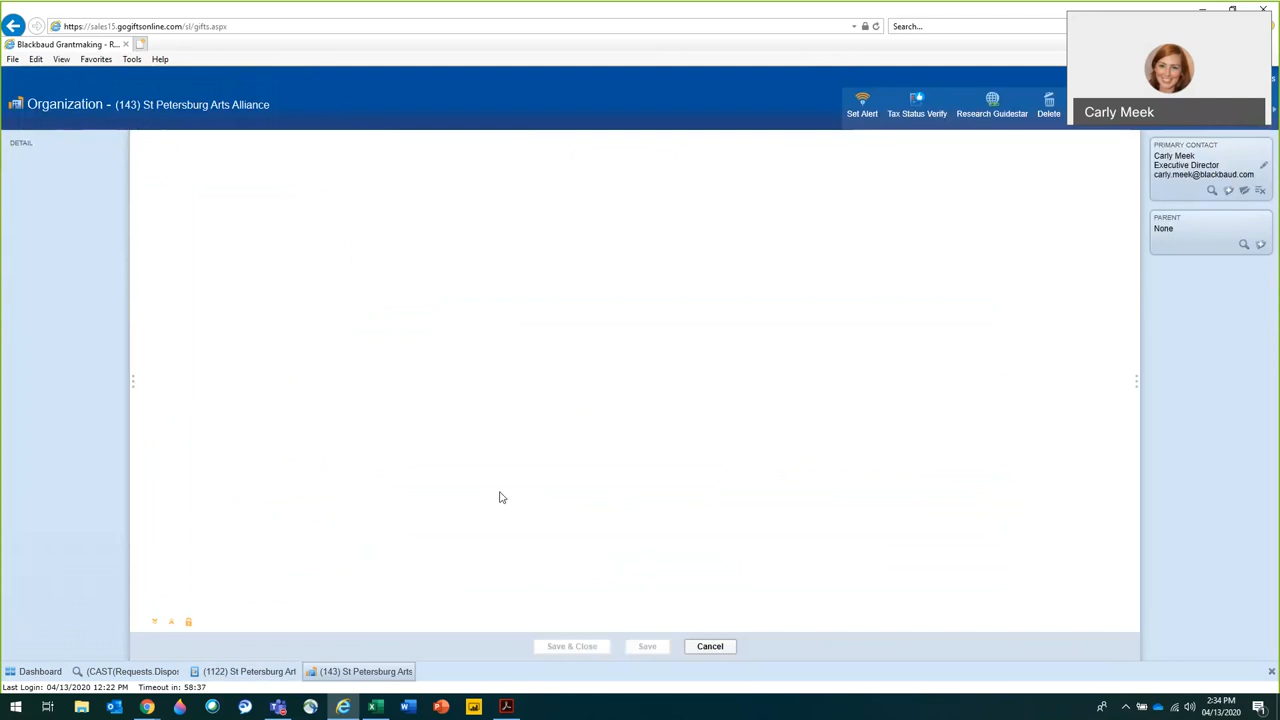 https://sales15.gogiftsonline.com/sl/gifts.aspx
Search...
Blackbaud Grantmaking - R...
File Edit View Favorites Tools Help
Organization - (143) St Petersburg Arts Alliance
Set Alert
Tax Status Verify
Research Guidestar
Delete
Carly Meek
DETAIL
PRIMARY CONTACT
Carly Meek
Executive Director
carly.meek@blackbaud.com
PARENT
None
Save & Close
Save
Cancel
Dashboard
(CAST(Requests.Dispos
(1122) St Petersburg Art
(143) St Petersburg Arts
Last Login: 04/13/2020 12:22 PM Timeout in: 58:37
2:34 PM
04/13/2020